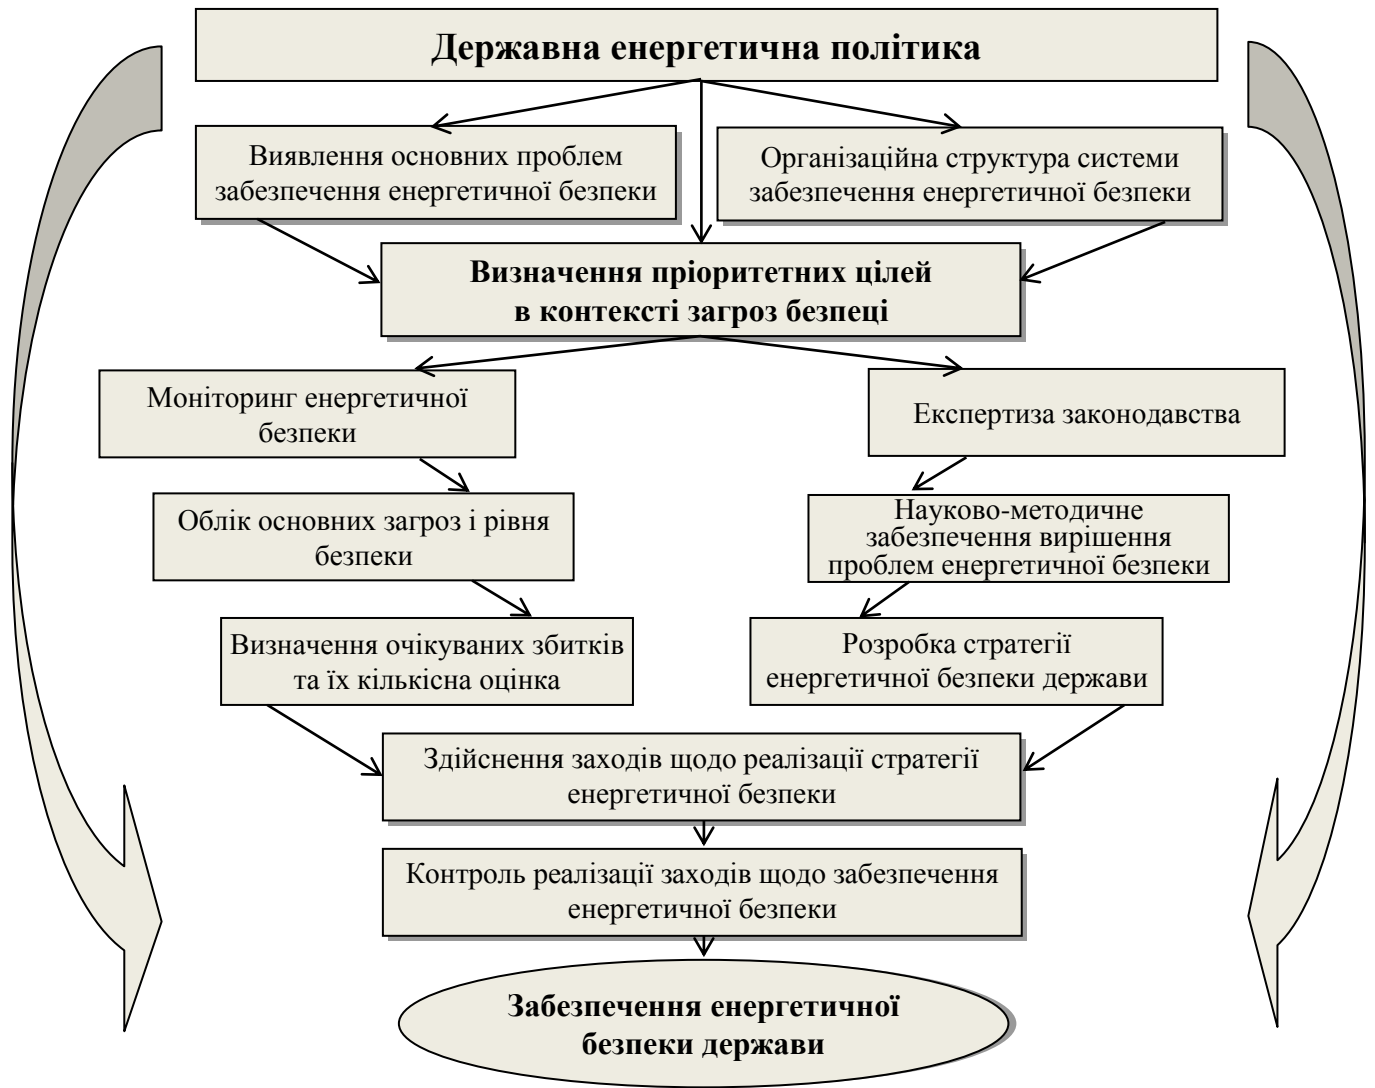 Державна енергетична політика
Виявлення основних проблем
забезпечення енергетичної безпеки
Організаційна структура системи
забезпечення енергетичної безпеки
Визначення пріоритетних цілей
в контексті загроз безпеці
Моніторинг енергетичної
безпеки
Експертиза законодавства
Облік основних загроз і рівня
безпеки
Науково-методичне
забезпечення вирішення
проблем енергетичної безпеки
Визначення очікуваних збитків
та їх кількісна оцінка
Розробка стратегії
енергетичної безпеки держави
Здійснення заходів щодо реалізації стратегії
енергетичної безпеки
Контроль реалізації заходів щодо забезпечення
енергетичної безпеки
Забезпечення енергетичної
безпеки держави